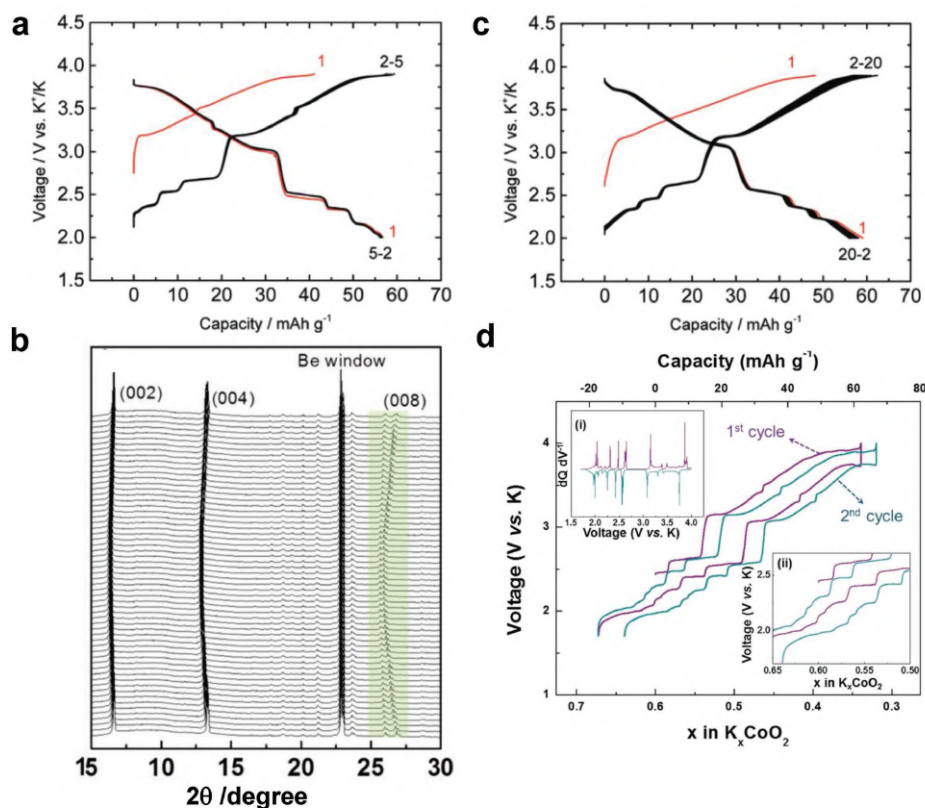 a
4.5
4.0
3.5
3.0
2.5
2.0
1.5
Voltage / V vs. K⁺/K
1
2-5
1
5-2
0 10 20 30 40 50 60 70
Capacity / mAh g⁻¹
c
4.5
4.0
3.5
3.0
2.5
2.0
1.5
Voltage / V vs. K⁺/K
1
2-20
1
20-2
0 10 20 30 40 50 60 70
Capacity / mAh g⁻¹
b
Be window
(002)
(004)
(008)
15 20 25 30
2θ /degree
d
Capacity (mAh g⁻¹)
-20 0 20 40 60 80
4
3
2
1
Voltage (V vs. K)
(i)
dQ dV⁻¹
1.5 2.0 2.5 3.0 3.5 4.0
Voltage (V vs. K)
1ˢᵗ cycle
2ⁿᵈ cycle
(ii)
2.5
2.0
Voltage (V vs. K)
0.65 0.60 0.55 0.50
x in KₓCoO₂
0.7 0.6 0.5 0.4 0.3
x in KₓCoO₂